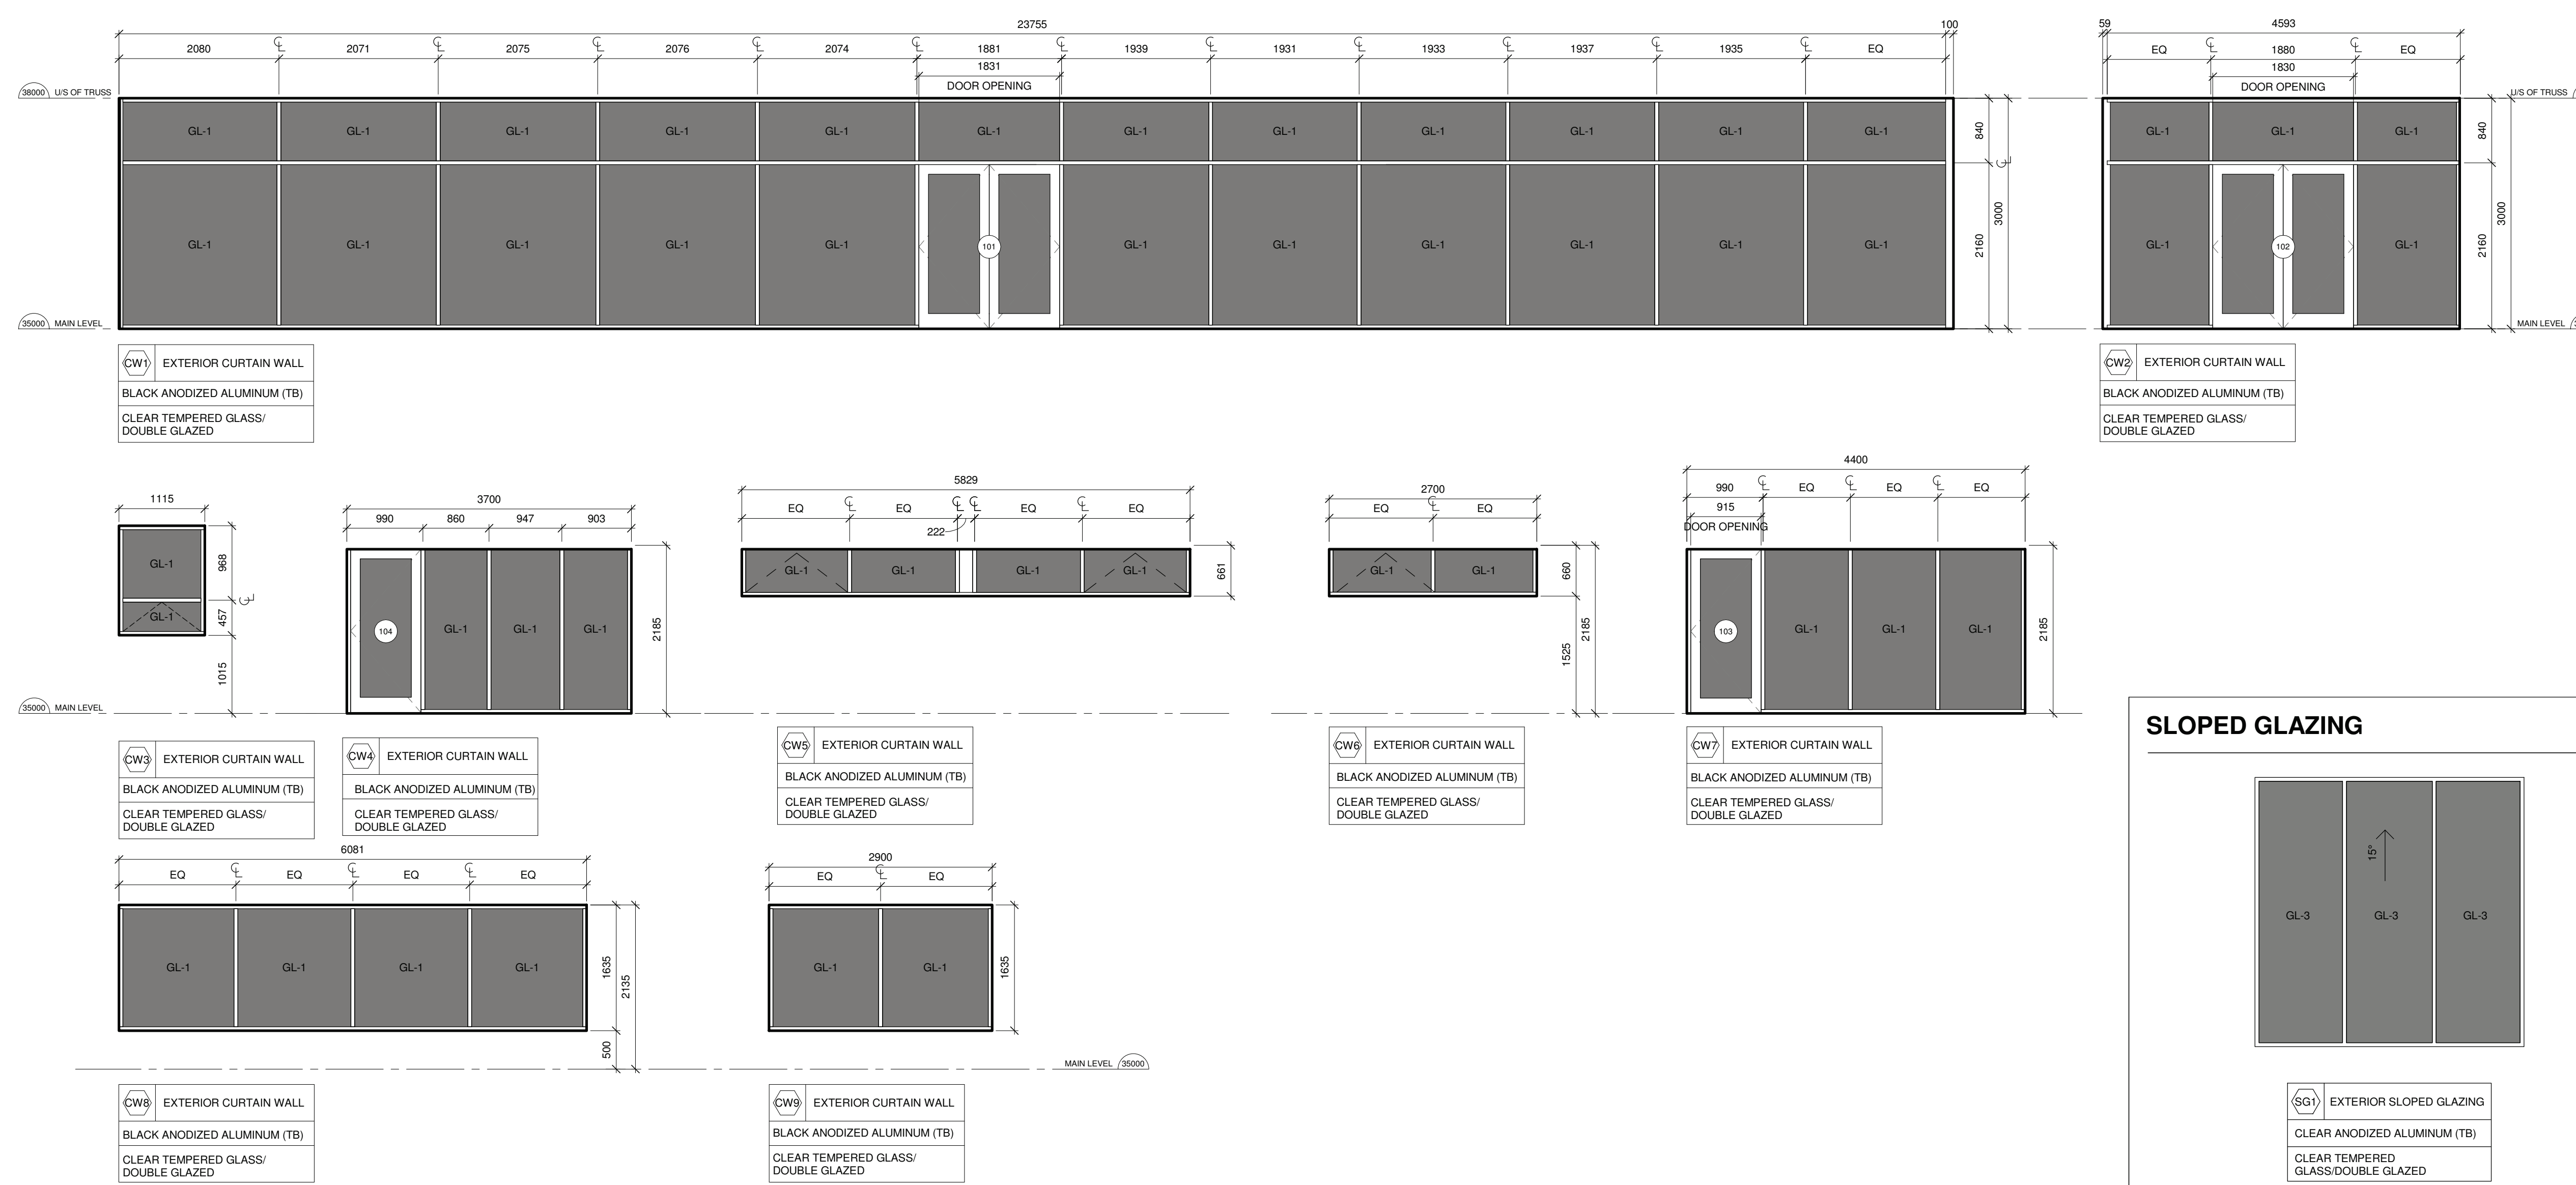 23755
100
2080
2071
2075
2076
2074
1881
1939
1931
1933
1937
1935
EQ
1831
DOOR OPENING
38000 U/S OF TRUSS
GL-1
GL-1
GL-1
GL-1
GL-1
GL-1
GL-1
GL-1
GL-1
GL-1
GL-1
GL-1
840
GL-1
GL-1
GL-1
GL-1
GL-1
101
GL-1
GL-1
GL-1
GL-1
GL-1
GL-1
2160
3000
35000 MAIN LEVEL
CW1 EXTERIOR CURTAIN WALL
BLACK ANODIZED ALUMINUM (TB)
CLEAR TEMPERED GLASS/
DOUBLE GLAZED
59
4593
EQ
1880
EQ
1830
DOOR OPENING
U/S OF TRUSS
GL-1
GL-1
GL-1
840
GL-1
102
GL-1
2160
3000
MAIN LEVEL
CW2 EXTERIOR CURTAIN WALL
BLACK ANODIZED ALUMINUM (TB)
CLEAR TEMPERED GLASS/
DOUBLE GLAZED
1115
GL-1
GL-1
968
457
1015
35000 MAIN LEVEL
CW3 EXTERIOR CURTAIN WALL
BLACK ANODIZED ALUMINUM (TB)
CLEAR TEMPERED GLASS/
DOUBLE GLAZED
3700
990
860
947
903
104
GL-1
GL-1
GL-1
2185
CW4 EXTERIOR CURTAIN WALL
BLACK ANODIZED ALUMINUM (TB)
CLEAR TEMPERED GLASS/
DOUBLE GLAZED
5829
EQ
EQ
EQ
EQ
222
GL-1
GL-1
GL-1
GL-1
661
CW5 EXTERIOR CURTAIN WALL
BLACK ANODIZED ALUMINUM (TB)
CLEAR TEMPERED GLASS/
DOUBLE GLAZED
2700
EQ
EQ
GL-1
GL-1
660
1525
2185
CW6 EXTERIOR CURTAIN WALL
BLACK ANODIZED ALUMINUM (TB)
CLEAR TEMPERED GLASS/
DOUBLE GLAZED
4400
990
EQ
EQ
EQ
915
DOOR OPENING
103
GL-1
GL-1
GL-1
2185
CW7 EXTERIOR CURTAIN WALL
BLACK ANODIZED ALUMINUM (TB)
CLEAR TEMPERED GLASS/
DOUBLE GLAZED
6081
EQ
EQ
EQ
EQ
GL-1
GL-1
GL-1
GL-1
1635
2135
500
CW8 EXTERIOR CURTAIN WALL
BLACK ANODIZED ALUMINUM (TB)
CLEAR TEMPERED GLASS/
DOUBLE GLAZED
2900
EQ
EQ
GL-1
GL-1
1635
MAIN LEVEL 35000
CW9 EXTERIOR CURTAIN WALL
BLACK ANODIZED ALUMINUM (TB)
CLEAR TEMPERED GLASS/
DOUBLE GLAZED
SLOPED GLAZING
15°
GL-3
GL-3
GL-3
SG1 EXTERIOR SLOPED GLAZING
CLEAR ANODIZED ALUMINUM (TB)
CLEAR TEMPERED
GLASS/DOUBLE GLAZED